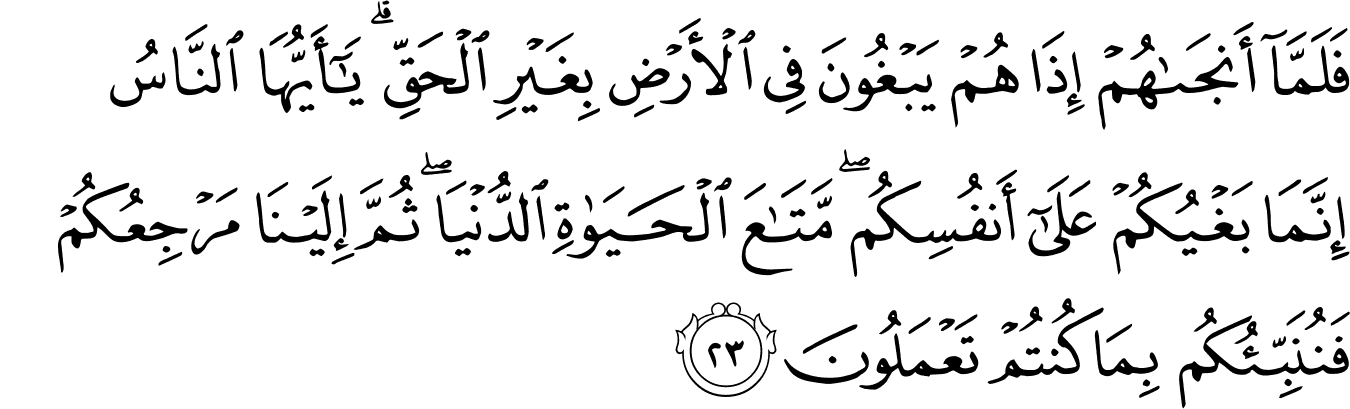 فَلَمَّآ أَنجَىٰهُمْ إِذَا هُمْ يَبْغُونَ فِى ٱلْأَرْضِ بِغَيْرِ ٱلْحَقِّ ۗ يَـٰٓأَيُّهَا ٱلنَّاسُ
إِنَّمَا بَغْيُكُمْ عَلَىٰٓ أَنفُسِكُم ۖ مَّتَـٰعَ ٱلْحَيَوٰةِ ٱلدُّنْيَا ۖ ثُمَّ إِلَيْنَا مَرْجِعُكُمْ
فَنُنَبِّئُكُم بِمَا كُنتُمْ تَعْمَلُونَ ٢٣